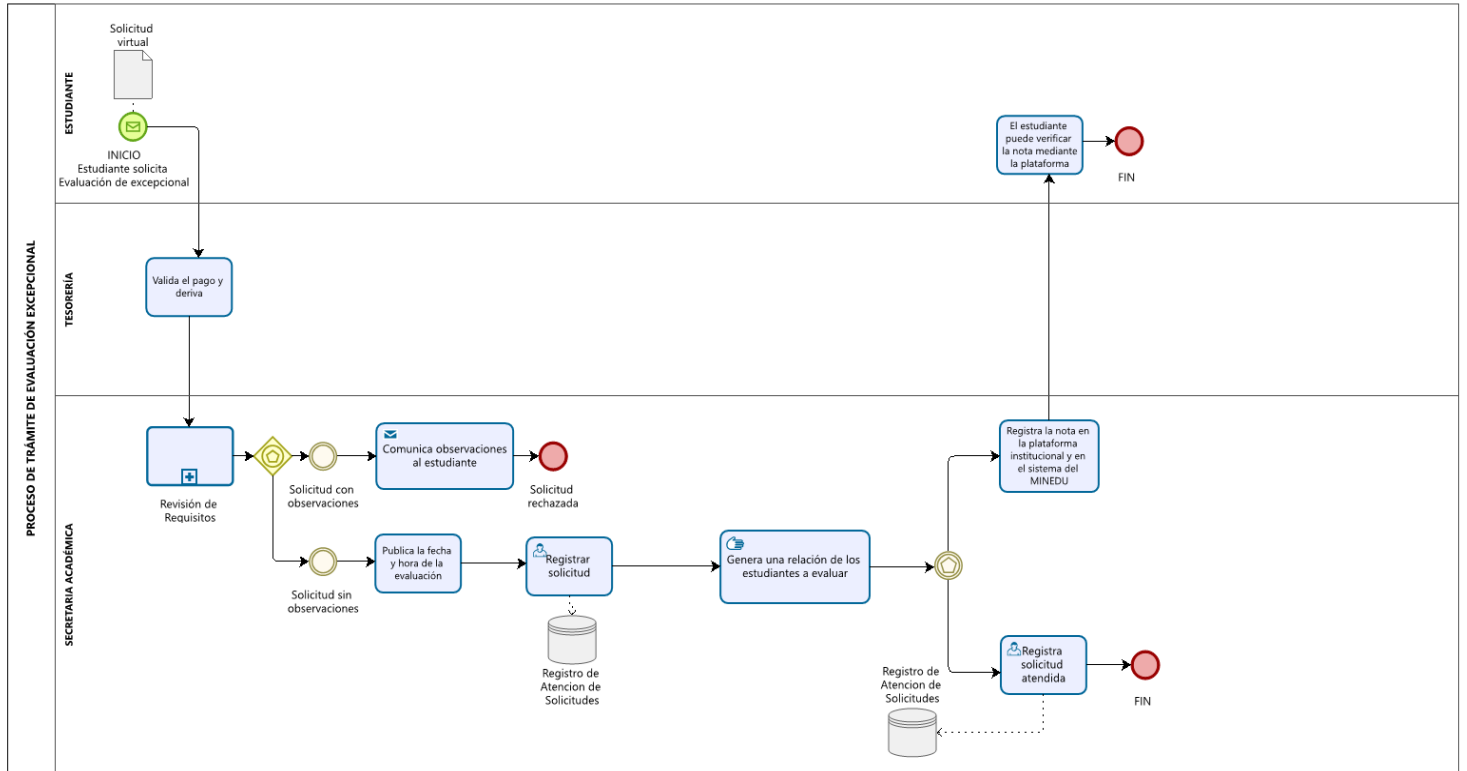 PROCESO DE TRÁMITE DE EVALUACIÓN EXCEPCIONAL
ESTUDIANTE
Solicitud
virtual
INICIO
Estudiante solicita
Evaluación de excepcional
El estudiante
puede verificar
la nota mediante
la plataforma
FIN
TESORERÍA
Valida el pago y
deriva
SECRETARIA ACADÉMICA
Revisión de
Requisitos
Solicitud con
observaciones
Comunica observaciones
al estudiante
Solicitud
rechazada
Registra la nota en
la plataforma
institucional y en
el sistema del
MINEDU
Solicitud sin
observaciones
Publica la fecha
y hora de la
evaluación
Registrar
solicitud
Registro de
Atencion de
Solicitudes
Genera una relación de los
estudiantes a evaluar
Registra
solicitud
atendida
FIN
Registro de
Atencion de
Solicitudes